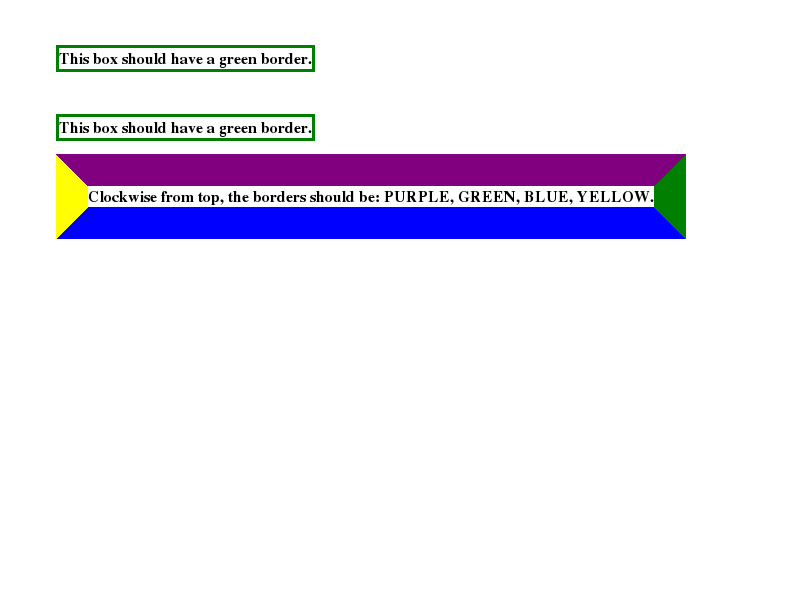 This box should have a green border.
This box should have a green border.
Clockwise from top, the borders should be: PURPLE, GREEN, BLUE, YELLOW.